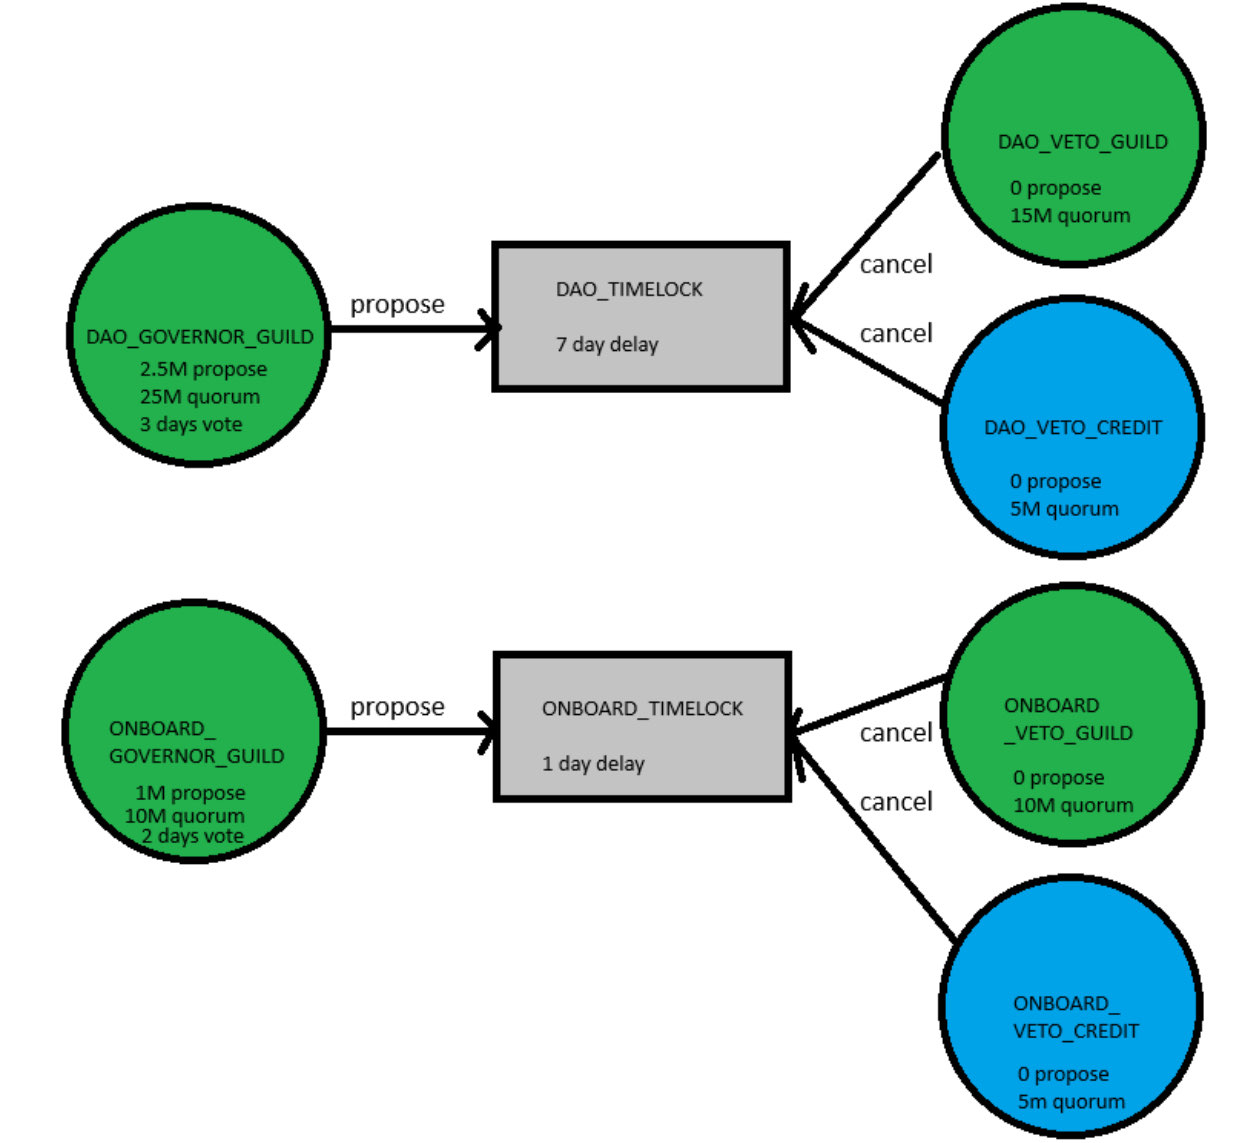 DAO_VETO_GUILD
0 propose
15M quorum
cancel
propose
DAO_TIMELOCK
7 day delay
DAO_GOVERNOR_GUILD
2.5M propose
25M quorum
3 days vote
cancel
DAO_VETO_CREDIT
0 propose
5M quorum
propose
ONBOARD_TIMELOCK
1 day delay
ONBOARD_
GOVERNOR_GUILD
1M propose
10M quorum
2 days vote
cancel
ONBOARD
_VETO_GUILD
0 propose
10M quorum
cancel
ONBOARD_
VETO_CREDIT
0 propose
5m quorum